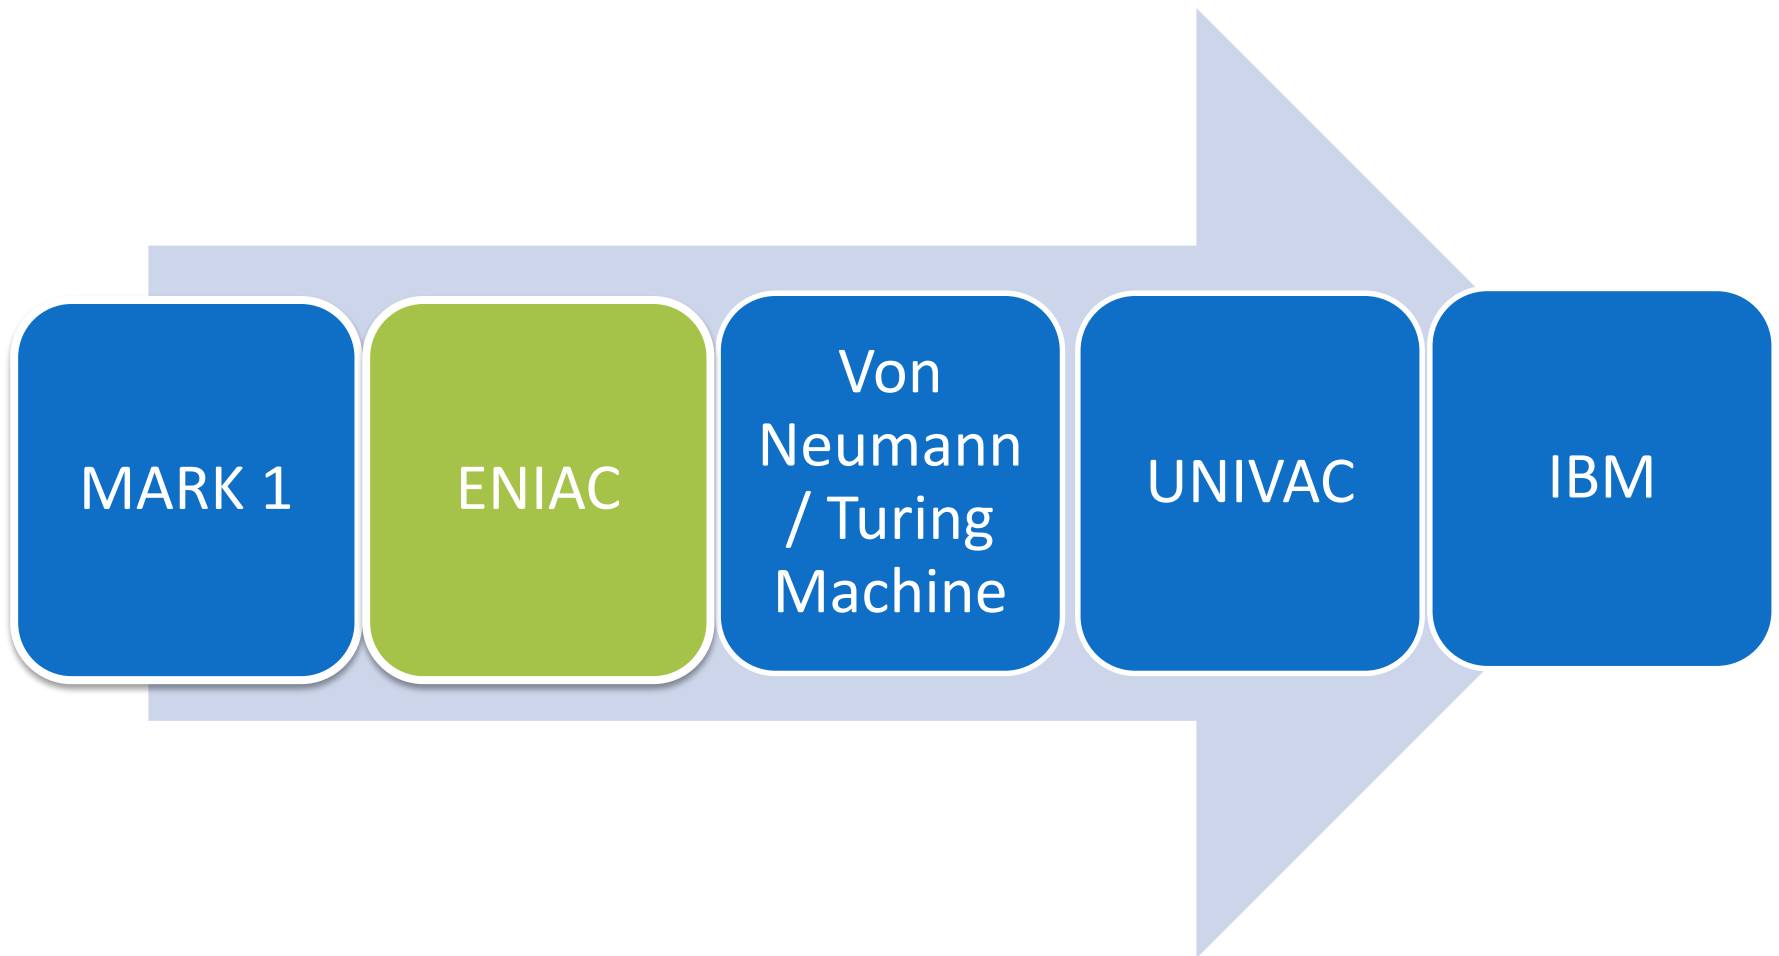 MARK 1
ENIAC
Von
Neumann
/ Turing
Machine
UNIVAC
IBM